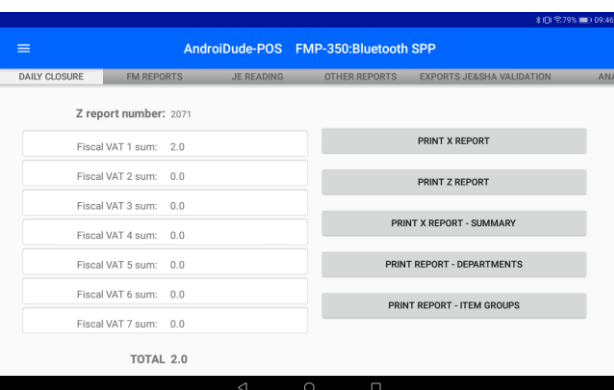 79% 09:46
AndroiDude-POS FMP-350:Bluetooth SPP
DAILY CLOSURE FM REPORTS JE READING OTHER REPORTS EXPORTS JE&SHA VALIDATION ANA
Z report number: 2071
Fiscal VAT 1 sum: 2.0
Fiscal VAT 2 sum: 0.0
Fiscal VAT 3 sum: 0.0
Fiscal VAT 4 sum: 0.0
Fiscal VAT 5 sum: 0.0
Fiscal VAT 6 sum: 0.0
Fiscal VAT 7 sum: 0.0
TOTAL 2.0
PRINT X REPORT
PRINT Z REPORT
PRINT X REPORT - SUMMARY
PRINT REPORT - DEPARTMENTS
PRINT REPORT - ITEM GROUPS